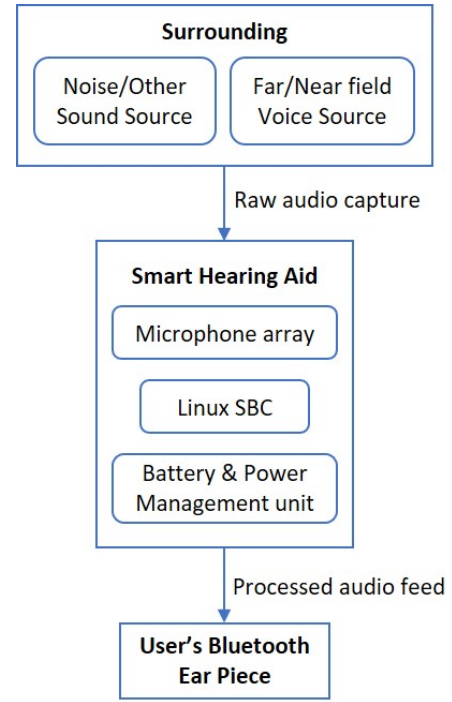 Surrounding
Noise/Other
Sound Source
Far/Near field
Voice Source
Raw audio capture
Smart Hearing Aid
Microphone array
Linux SBC
Battery & Power
Management unit
Processed audio feed
User’s Bluetooth
Ear Piece